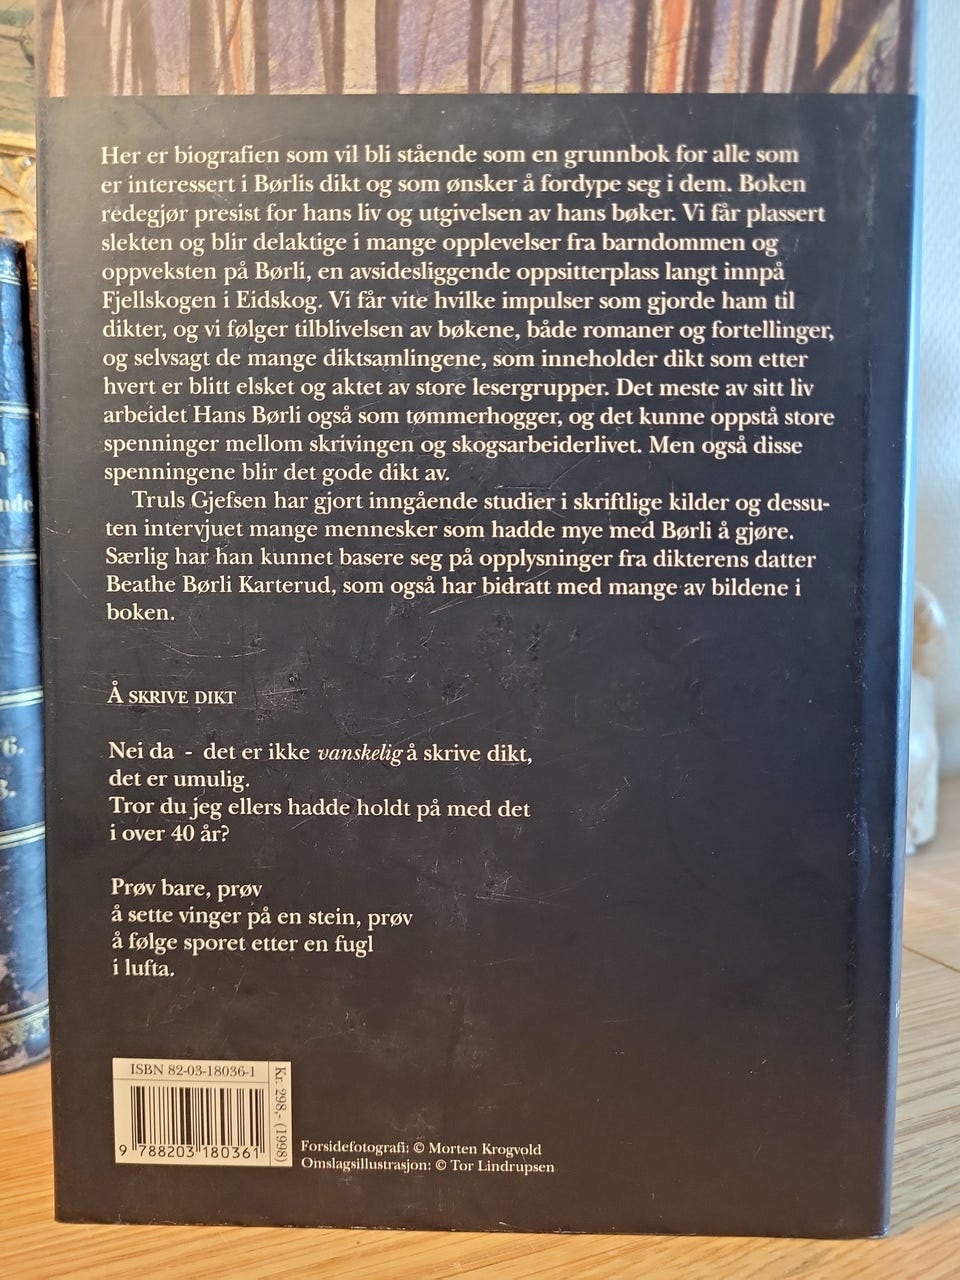 Her er biografien som vil bli stående som en grunnbok for alle som
er interessert i Børlis dikt og som ønsker å fordype seg i dem. Boken
redegjør presist for hans liv og utgivelsen av hans bøker. Vi får plassert
slekten og blir delaktige i mange opplevelser fra barndommen og
oppveksten på Børli, en avsidesliggende oppsitterplass langt innpå
Fjellskogen i Eidskog. Vi får vite hvilke impulser som gjorde ham til
dikter, og vi følger tilblivelsen av bøkene, både romaner og fortellinger,
og selvsagt de mange diktsamlingene, som inneholder dikt som etter
hvert er blitt elsket og aktet av store lesergrupper. Det meste av sitt liv
arbeidet Hans Børli også som tømmerhogger, og det kunne oppstå store
spenninger mellom skrivingen og skogsarbeiderlivet. Men også disse
spenningene blir det gode dikt av.
Truls Gjefsen har gjort inngående studier i skriftlige kilder og dessu-
ten intervjuet mange mennesker som hadde mye med Børli å gjøre.
Særlig har han kunnet basere seg på opplysninger fra dikterens datter
Beathe Børli Karterud, som også har bidratt med mange av bildene i
boken.
Å SKRIVE DIKT
Nei da - det er ikke vanskelig å skrive dikt,
det er umulig.
Tror du jeg ellers hadde holdt på med det
i over 40 år?
Prøv bare, prøv
å sette vinger på en stein, prøv
å følge sporet etter en fugl
i lufta.
ISBN 82-03-18036-1
Kr. 298,- (1998)
9 788203 180361
Forsidefotografi: © Morten Krogvold
Omslagsillustrasjon: © Tor Lindrupsen